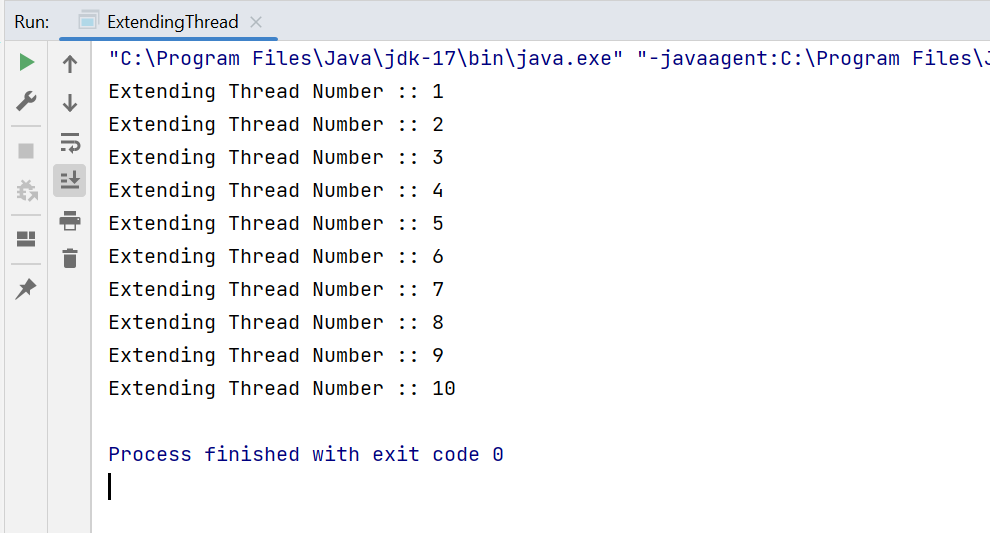 Run: ExtendingThread
"C:\Program Files\Java\jdk-17\bin\java.exe" "-javaagent:C:\Program Files\
Extending Thread Number :: 1
Extending Thread Number :: 2
Extending Thread Number :: 3
Extending Thread Number :: 4
Extending Thread Number :: 5
Extending Thread Number :: 6
Extending Thread Number :: 7
Extending Thread Number :: 8
Extending Thread Number :: 9
Extending Thread Number :: 10
Process finished with exit code 0